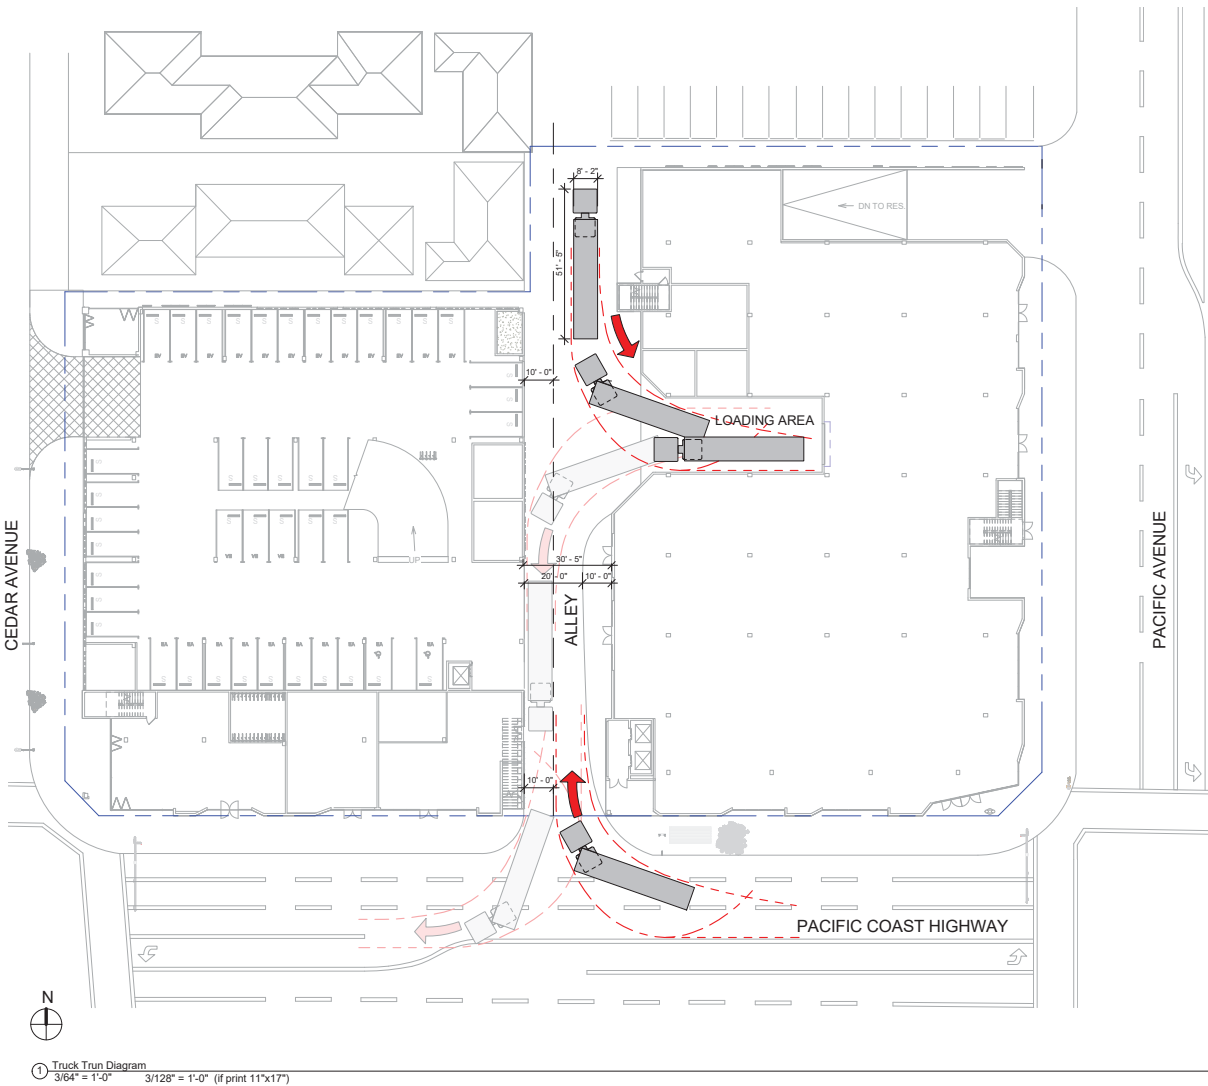 8' - 2"
DN TO RES.
51' - 5"
10' - 0"
LOADING AREA
UP
30' - 5"
20' - 0"
10' - 0"
CEDAR AVENUE
ALLEY
PACIFIC AVENUE
10' - 0"
PACIFIC COAST HIGHWAY
N
1
Truck Trun Diagram
3/64" = 1'-0" 3/128" = 1'-0" (if print 11"x17")